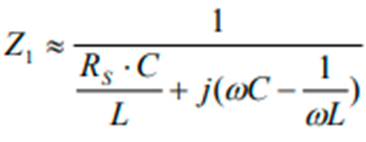 Z₁ ≈ 1 / (R_S · C / L + j(ωC − 1 / ωL))